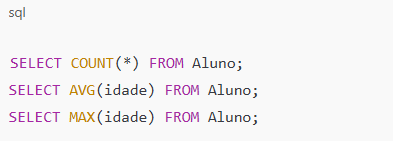 sql
SELECT COUNT(*) FROM Aluno;
SELECT AVG(idade) FROM Aluno;
SELECT MAX(idade) FROM Aluno;